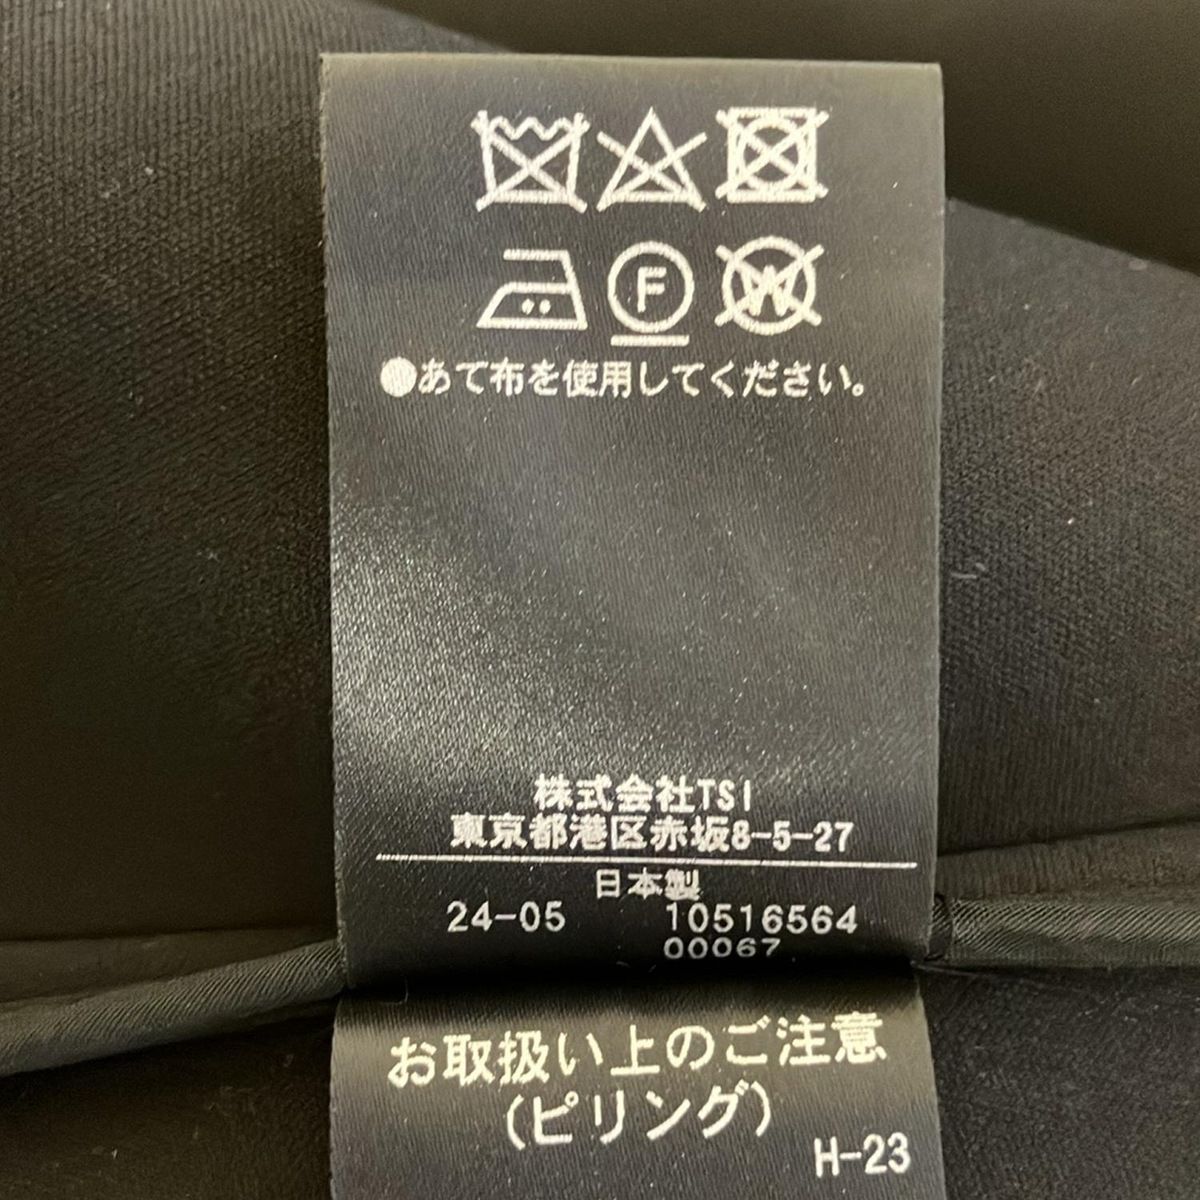 F W
●あて布を使用してください。
株式会社TSI
東京都港区赤坂8-5-27
日本製
24-05 10516564
00067
お取扱い上のご注意
(ピリング)
H-23